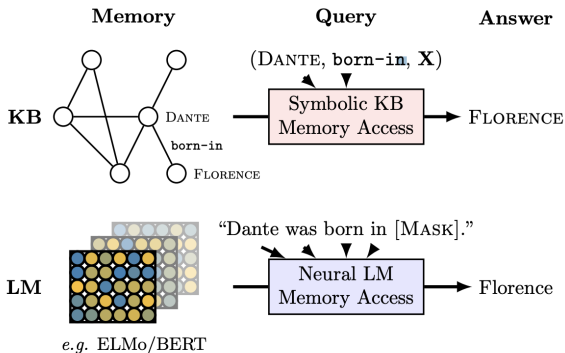 Memory Query Answer
(DANTE, born-in, X)
KB
DANTE
born-in
FLORENCE
Symbolic KB
Memory Access
FLORENCE
"Dante was born in [MASK]."
LM
e.g. ELMo/BERT
Neural LM
Memory Access
Florence